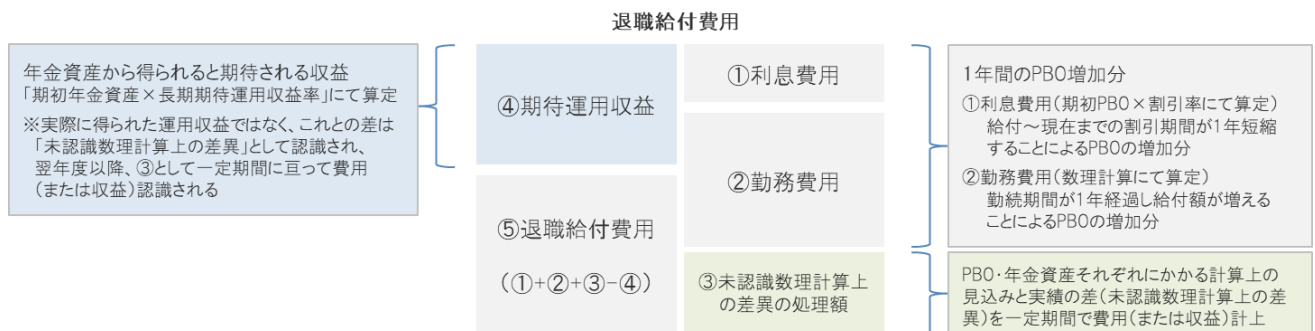 退職給付費用
年金資産から得られると期待される収益
「期初年金資産×長期期待運用収益率」にて算定
※実際に得られた運用収益ではなく、これとの差は
「未認識数理計算上の差異」として認識され、
翌年度以降、③として一定期間に亘って費用
(または収益)認識される
④期待運用収益
⑤退職給付費用
(①+②+③-④)
①利息費用
②勤務費用
③未認識数理計算上
の差異の処理額
1年間のPBO増加分
①利息費用(期初PBO×割引率にて算定)
給付～現在までの割引期間が1年短縮
することによるPBOの増加分
②勤務費用(数理計算にて算定)
勤続期間が1年経過し給付額が増える
ことによるPBOの増加分
PBO・年金資産それぞれにかかる計算上の
見込みと実績の差(未認識数理計算上の差
異)を一定期間で費用(または収益)計上